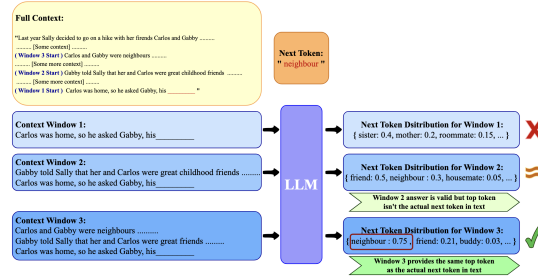 Full Context:
"Last year Sally decided to go on a hike with her friends Carlos and Gabby .........
.......... [Some context] ..........
( Window 3 Start ) Carlos and Gabby were neighbours ..........
.......... [Some more context] ..........
( Window 2 Start ) Gabby told Sally that her and Carlos were great childhood friends ..........
.......... [Some more context] ..........
( Window 1 Start ) Carlos was home, so he asked Gabby, his _________ "
Next Token:
" neighbour "
Context Window 1:
Carlos was home, so he asked Gabby, his_________
Next Token Dsitribution for Window 1:
{ sister: 0.4, mother: 0.2, roommate: 0.15, ... }
Context Window 2:
Gabby told Sally that her and Carlos were great childhood friends .........
Carlos was home, so he asked Gabby, his_________
Next Token Dsitribution for Window 2:
{ friend: 0.5, neighbour : 0.3, housemate: 0.05, ... }
LLM
Window 2 answer is valid but top token
isn't the actual next token in text
Context Window 3:
Carlos and Gabby were neighbours ..........
Gabby told Sally that her and Carlos were great friends .........
Carlos was home, so he asked Gabby, his_________
Next Token Dsitribution for Window 3:
{ neighbour : 0.75 , friend: 0.21, buddy: 0.03, ... }
Window 3 provides the same top token
as the actual next token in text